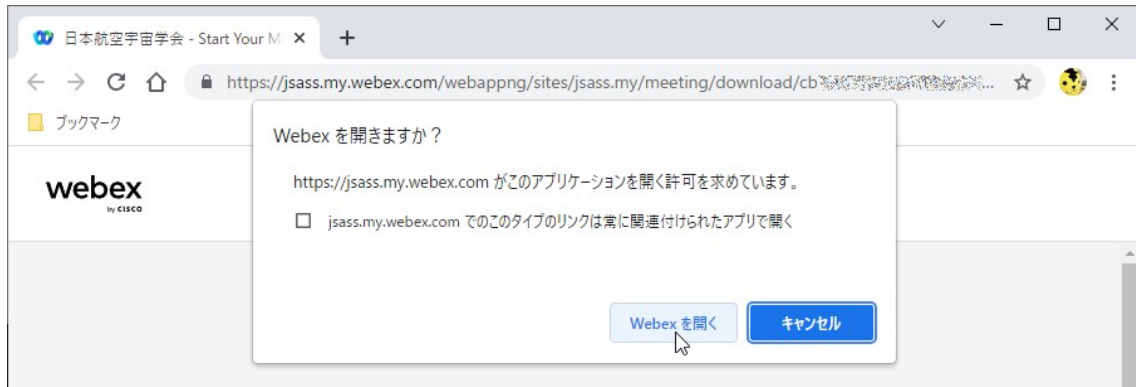 日本航空宇宙学会 - Start Your M
https://jsass.my.webex.com/webappng/sites/jsass.my/meeting/download/cb
ブックマーク
Webex を開きますか？
webex
by CISCO
https://jsass.my.webex.com がこのアプリケーションを開く許可を求めています。
jsass.my.webex.com でのこのタイプのリンクは常に関連付けられたアプリで開く
Webex を開く
キャンセル